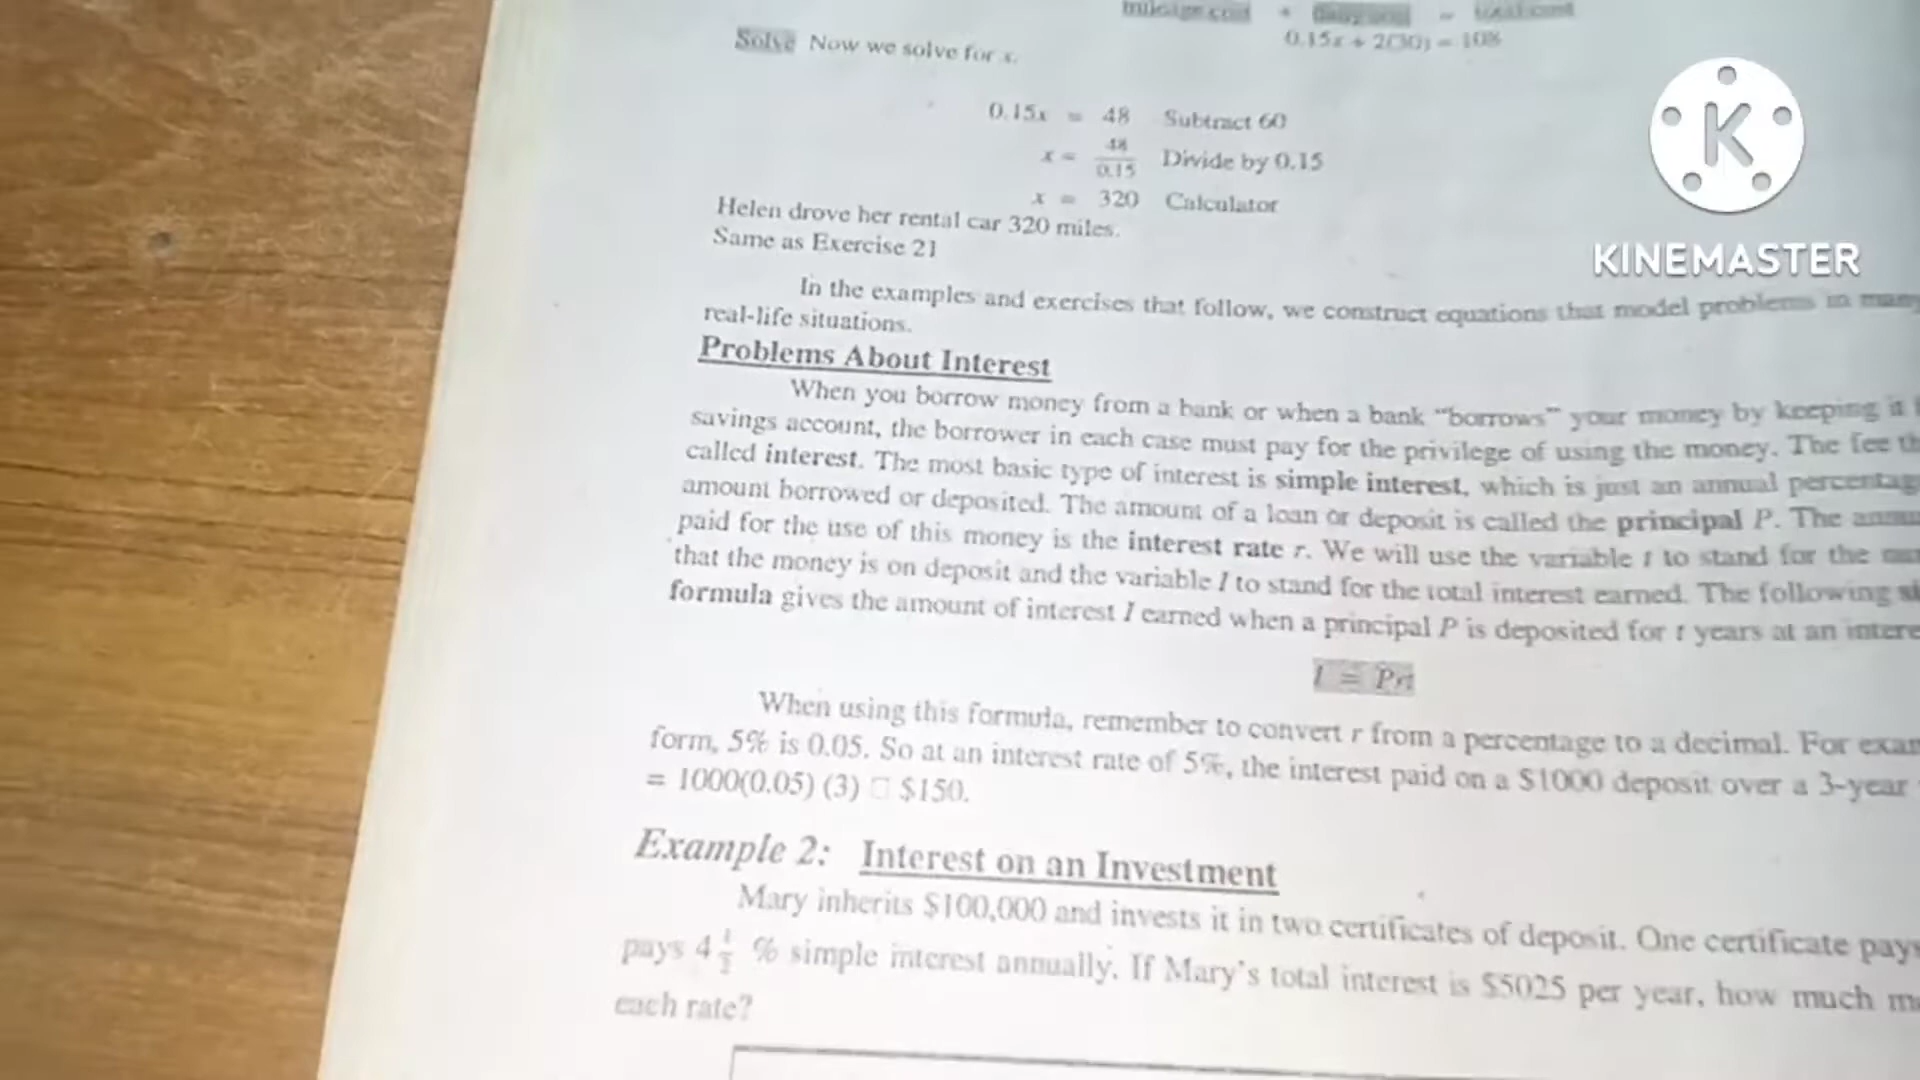 mileage cost + daily cost = total cost
0.15x + 2(30) = 108
Solve Now we solve for x.
0.15x = 48 Subtract 60
x = 48/0.15 Divide by 0.15
x = 320 Calculator
Helen drove her rental car 320 miles.
Same as Exercise 21
In the examples and exercises that follow, we construct equations that model problems in many
real-life situations.
Problems About Interest
When you borrow money from a bank or when a bank "borrows" your money by keeping it
savings account, the borrower in each case must pay for the privilege of using the money. The fee
called interest. The most basic type of interest is simple interest, which is just an annual
amount borrowed or deposited. The amount of a loan or deposit is called the principal P. The
paid for the use of this money is the interest rate r. We will use the variable t to stand for the
that the money is on deposit and the variable I to stand for the total interest earned. The following
formula gives the amount of interest I earned when a principal P is deposited for t years at an
I = Prt
When using this formula, remember to convert r from a percentage to a decimal. For
form, 5% is 0.05. So at an interest rate of 5%, the interest paid on a $1000 deposit over a 3-year
= 1000(0.05) (3) □ $150.
Example 2: Interest on an Investment
Mary inherits $100,000 and invests it in two certificates of deposit. One certificate pays
pays 4 1/2 % simple interest annually. If Mary's total interest is $5025 per year, how much
each rate?
K
KINEMASTER